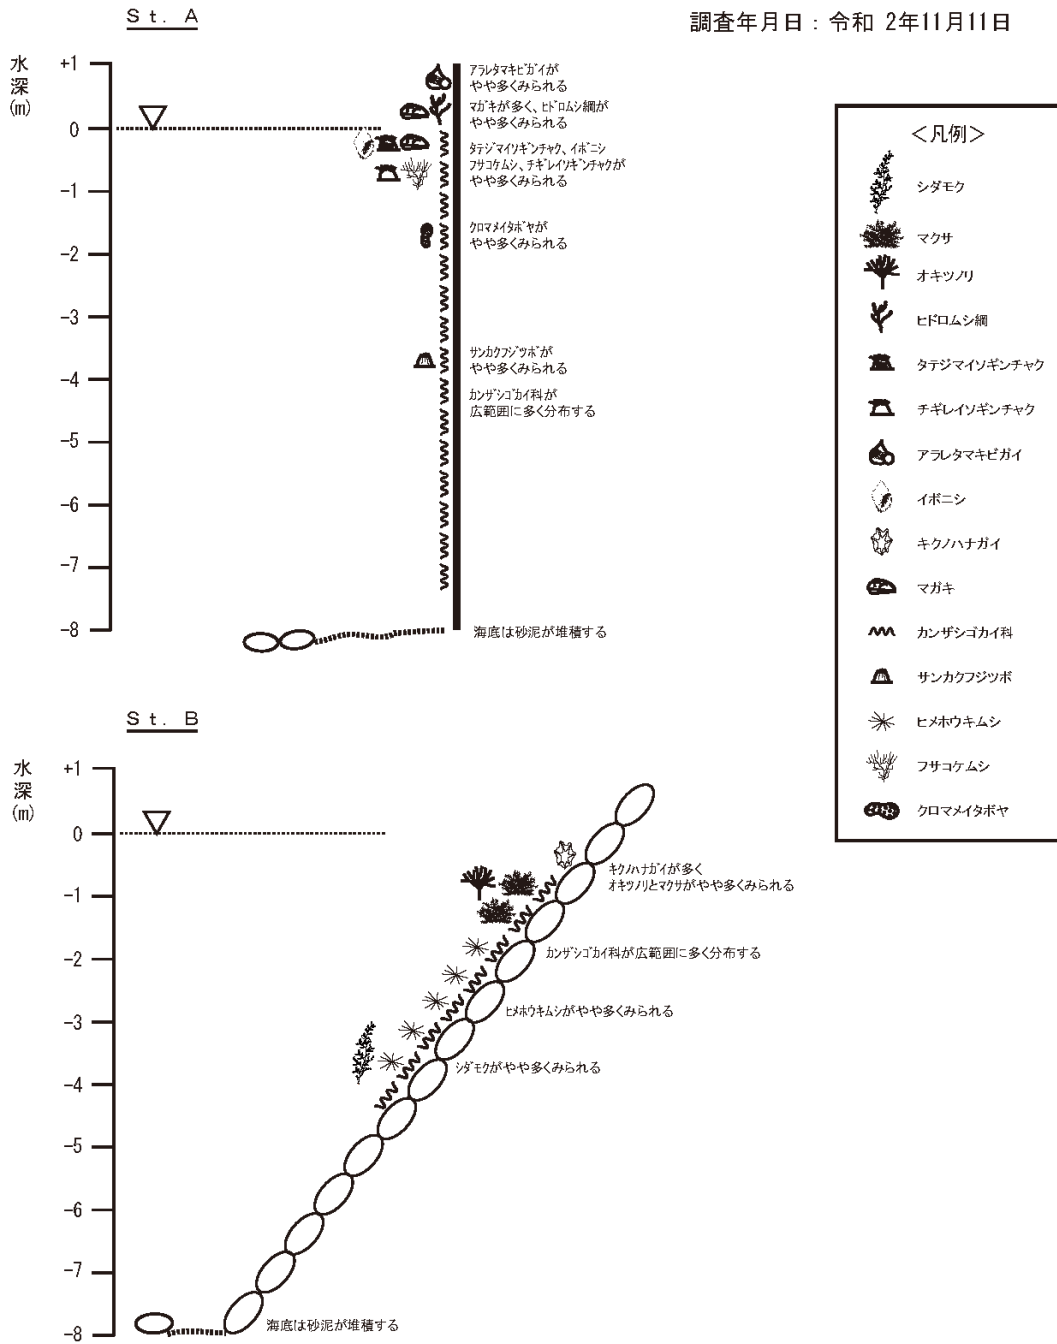 St. A
調査年月日：令和 2年11月11日
水深(m)
+1
0
-1
-2
-3
-4
-5
-6
-7
-8
アラレタマキビガイが
やや多くみられる
マガキが多く、ヒドロムシ綱が
やや多くみられる
タテジマイソギンチャク、イボニシ
フサコケムシ、チギレイソギンチャクが
やや多くみられる
クロマメイタボヤが
やや多くみられる
サンカクフジツボが
やや多くみられる
カンザシゴカイ科が
広範囲に多く分布する
海底は砂泥が堆積する
＜凡例＞
シダモク
マクサ
オキツノリ
ヒドロムシ綱
タテジマイソギンチャク
チギレイソギンチャク
アラレタマキビガイ
イボニシ
キクノハナガイ
マガキ
カンザシゴカイ科
サンカクフジツボ
ヒメホウキムシ
フサコケムシ
クロマメイタボヤ
St. B
水深(m)
+1
0
-1
-2
-3
-4
-5
-6
-7
-8
キクノハナガイが多く
オキツノリとマクサがやや多くみられる
カンザシゴカイ科が広範囲に多く分布する
ヒメホウキムシがやや多くみられる
シダモクがやや多くみられる
海底は砂泥が堆積する